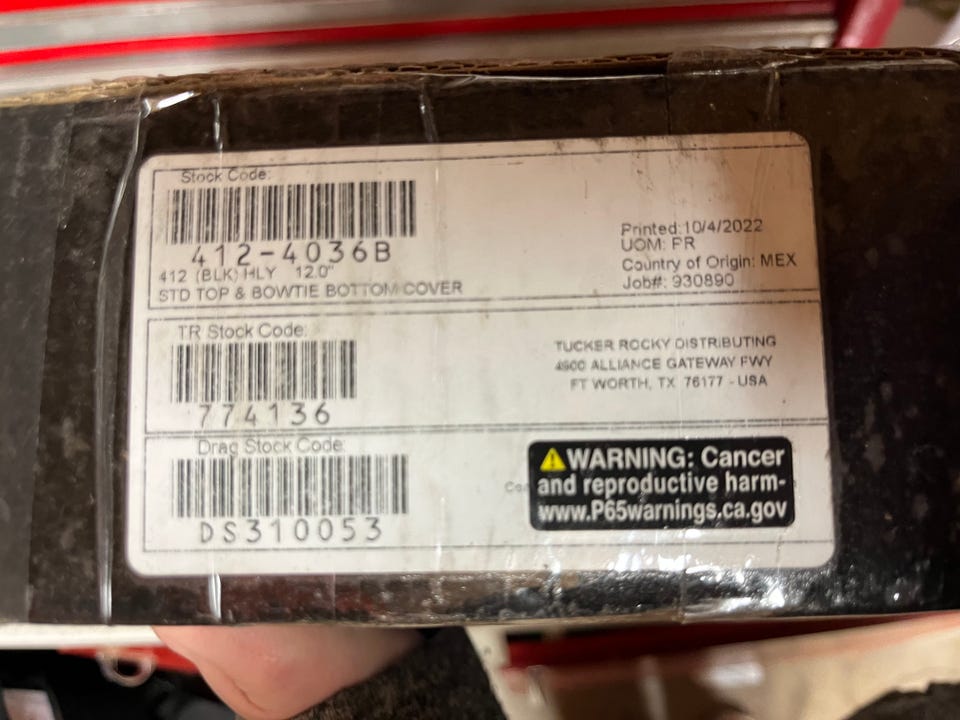 Stock Code:
412-4036B
412 (BLK) HLY 12.0"
STD TOP & BOWTIE BOTTOM COVER
Printed:10/4/2022
UOM: PR
Country of Origin: MEX
Job#: 930890
TR Stock Code:
774136
TUCKER ROCKY DISTRIBUTING
4900 ALLIANCE GATEWAY FWY
FT WORTH, TX 76177 - USA
Drag Stock Code:
DS310053
WARNING: Cancer
and reproductive harm-
www.P65warnings.ca.gov